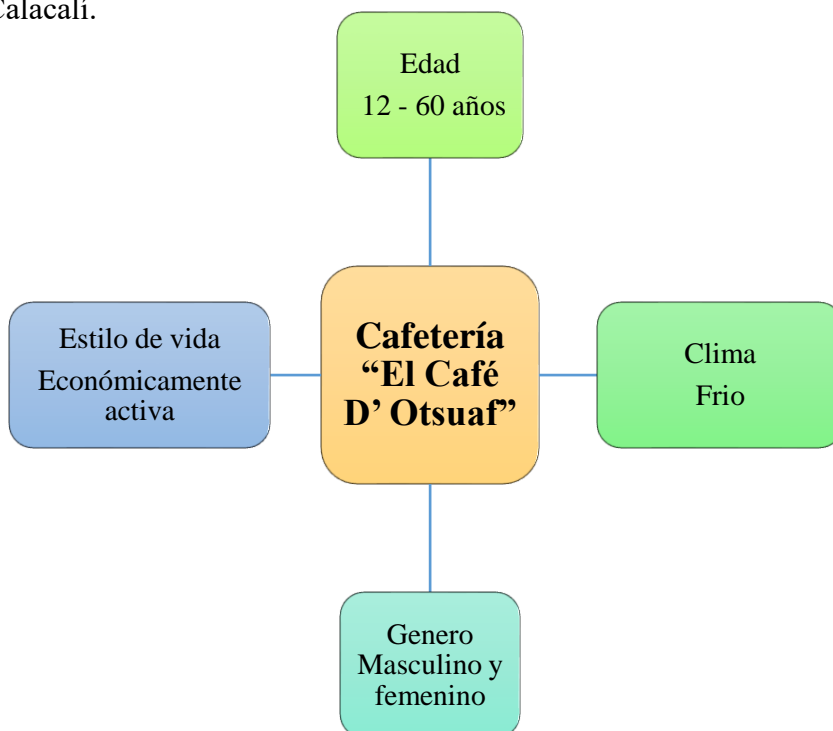 Calacalí.
Edad
12 - 60 años
Estilo de vida
Económicamente
activa
Cafetería
“El Café
D’ Otsuaf”
Clima
Frio
Genero
Masculino y
femenino